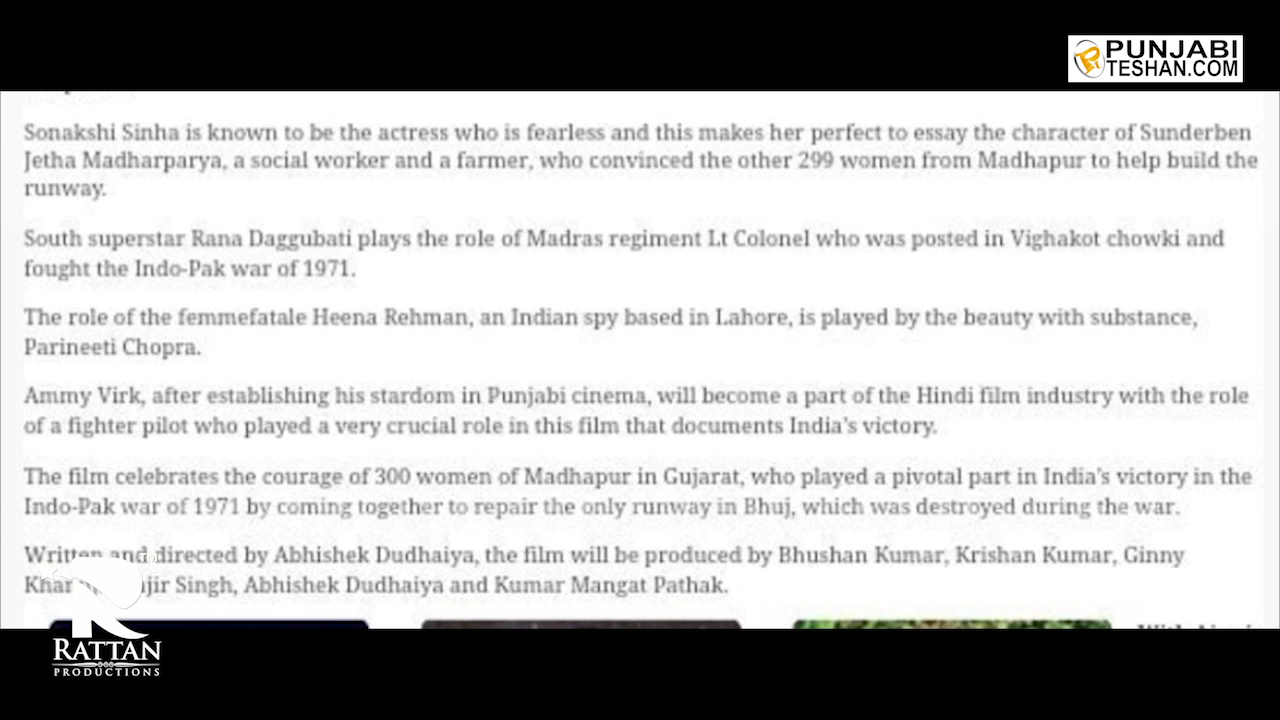 PUNJABI
TESHAN.COM
Sonakshi Sinha is known to be the actress who is fearless and this makes her perfect to essay the character of Sunderben
Jetha Madharparya, a social worker and a farmer, who convinced the other 299 women from Madhapur to help build the
runway.
South superstar Rana Daggubati plays the role of Madras regiment Lt Colonel who was posted in Vighakot chowki and
fought the Indo-Pak war of 1971.
The role of the femmefatale Heena Rehman, an Indian spy based in Lahore, is played by the beauty with substance,
Parineeti Chopra.
Ammy Virk, after establishing his stardom in Punjabi cinema, will become a part of the Hindi film industry with the role
of a fighter pilot who played a very crucial role in this film that documents India's victory.
The film celebrates the courage of 300 women of Madhapur in Gujarat, who played a pivotal part in India's victory in the
Indo-Pak war of 1971 by coming together to repair the only runway in Bhuj, which was destroyed during the war.
Written and directed by Abhishek Dudhaiya, the film will be produced by Bhushan Kumar, Krishan Kumar, Ginny
Singh, Abhishek Dudhaiya and Kumar Mangat Pathak.
RATTAN
PRODUCTIONS